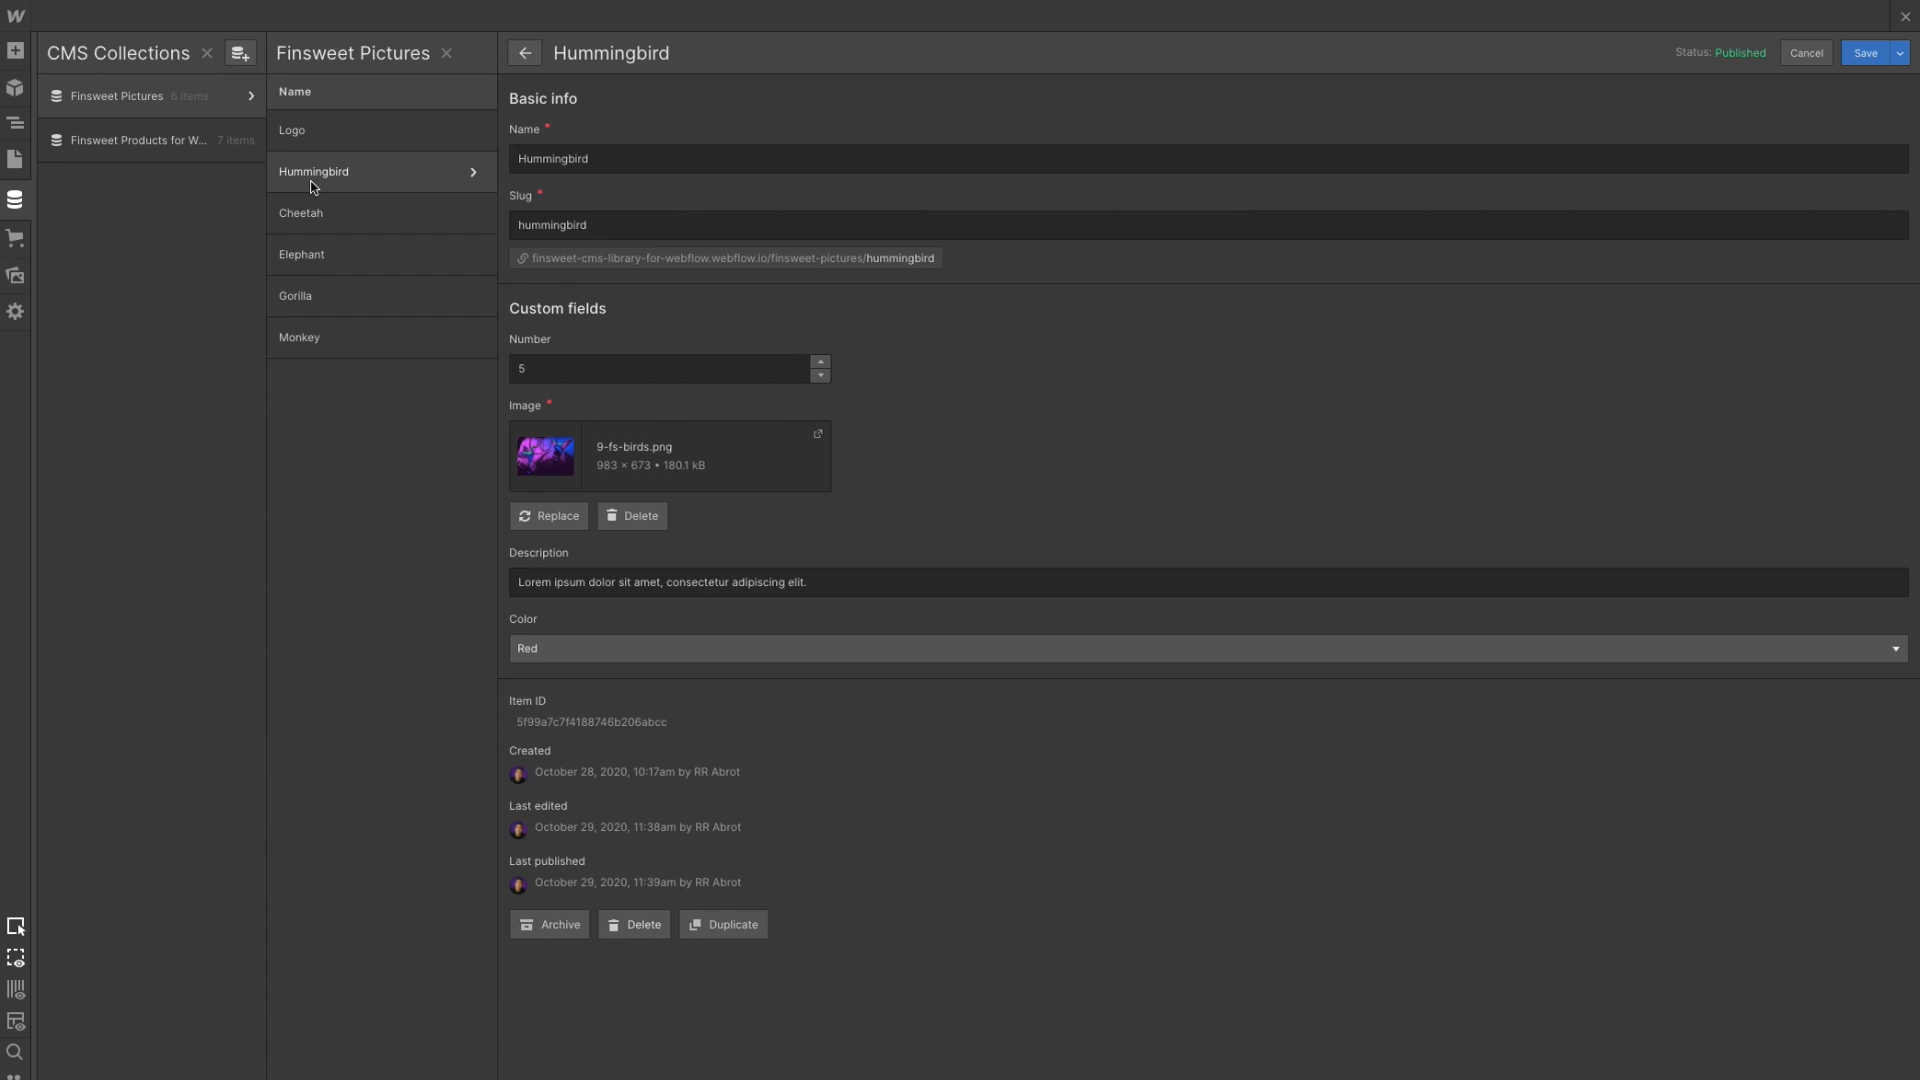 CMS Collections
Finsweet Pictures 6 items
Finsweet Products for W... 7 items
Finsweet Pictures
Name
Logo
Hummingbird
Cheetah
Elephant
Gorilla
Monkey
Hummingbird
Status: Published
Cancel
Save
Basic info
Name *
Hummingbird
Slug *
hummingbird
finsweet-cms-library-for-webflow.webflow.io/finsweet-pictures/hummingbird
Custom fields
Number
5
Image *
9-fs-birds.png
983 × 673 • 180.1 kB
Replace
Delete
Description
Lorem ipsum dolor sit amet, consectetur adipiscing elit.
Color
Red
Item ID
5f99a7c7f4188746b206abcc
Created
October 28, 2020, 10:17am by RR Abrot
Last edited
October 29, 2020, 11:38am by RR Abrot
Last published
October 29, 2020, 11:39am by RR Abrot
Archive
Delete
Duplicate